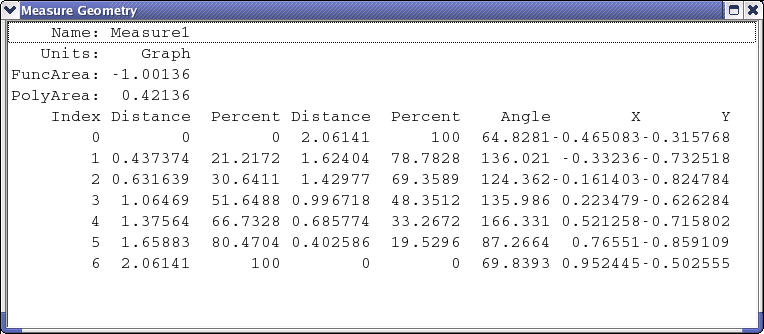 Measure Geometry
Name: Measure1
Units: Graph
FuncArea: -1.00136
PolyArea: 0.42136
Index Distance Percent Distance Percent Angle X Y
0 0 0 2.06141 100 64.8281-0.465083-0.315768
1 0.437374 21.2172 1.62404 78.7828 136.021 -0.33236-0.732518
2 0.631639 30.6411 1.42977 69.3589 124.362-0.161403-0.824784
3 1.06469 51.6488 0.996718 48.3512 135.986 0.223479-0.626284
4 1.37564 66.7328 0.685774 33.2672 166.331 0.521258-0.715802
5 1.65883 80.4704 0.402586 19.5296 87.2664 0.76551-0.859109
6 2.06141 100 0 0 69.8393 0.952445-0.502555